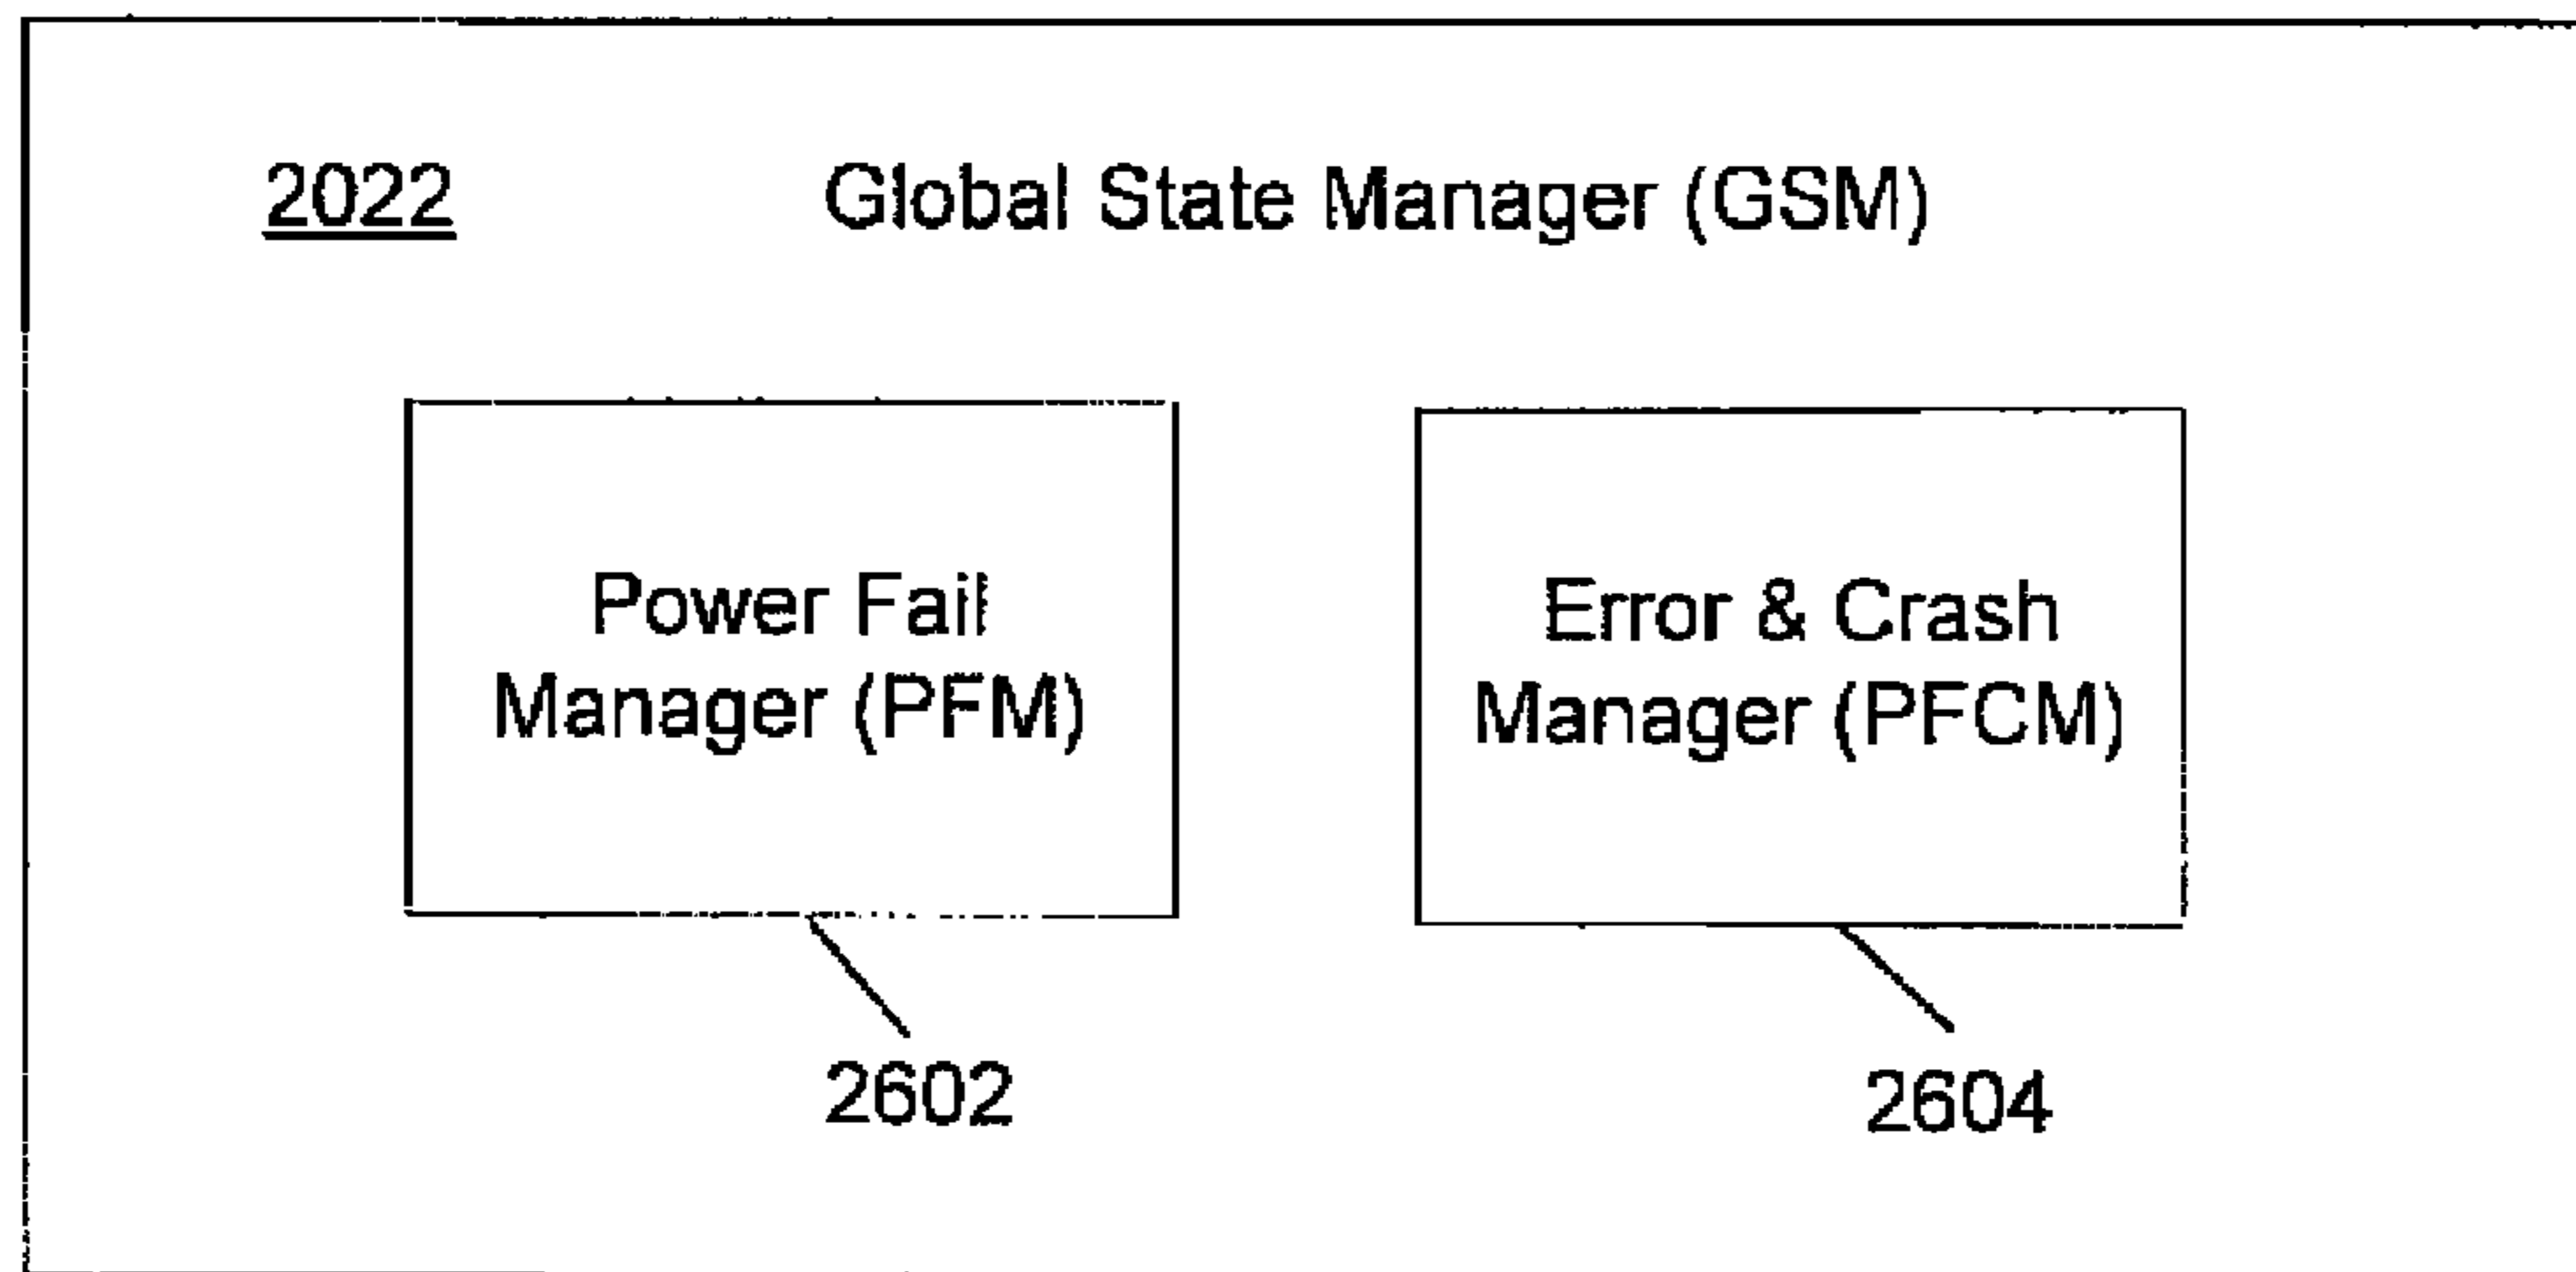 2022
Global State Manager (GSM)
Power Fail
Manager (PFM)
Error & Crash
Manager (PFCM)
2602
2604